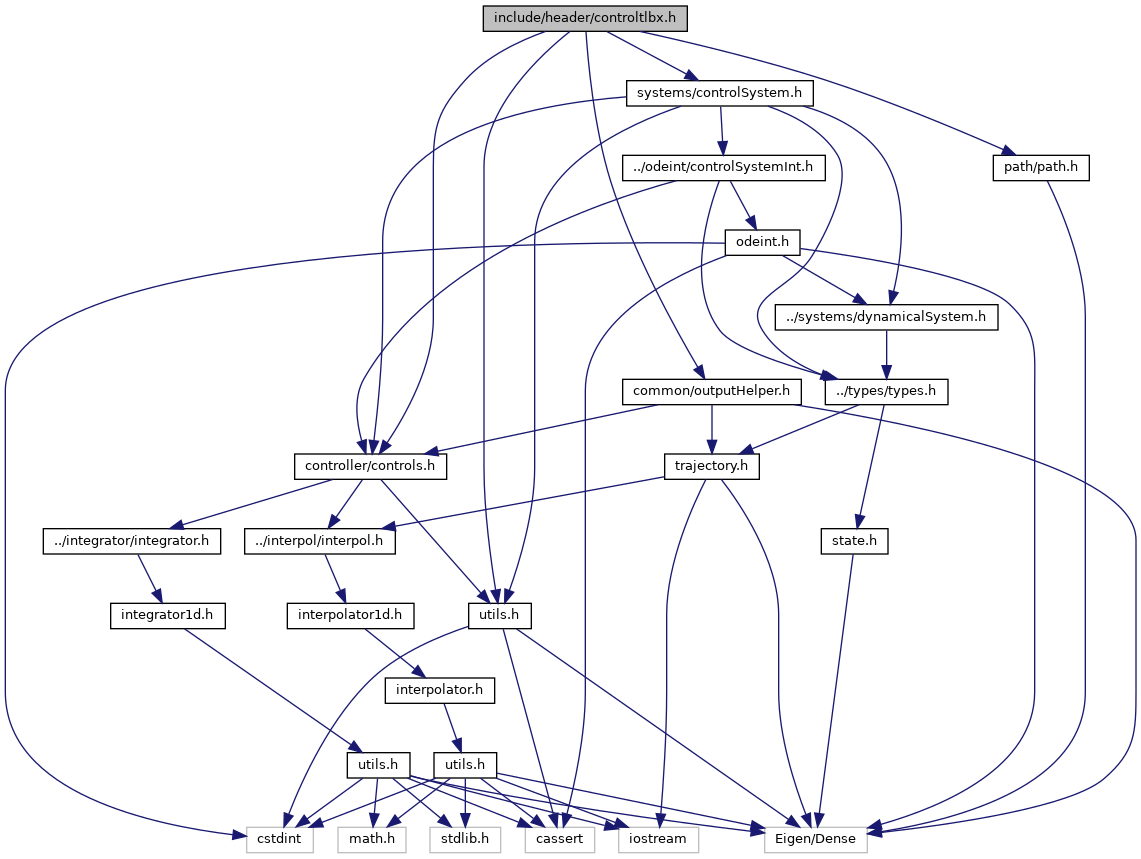 include/header/controltlbx.h
systems/controlSystem.h
../odeint/controlSystemInt.h
path/path.h
odeint.h
../systems/dynamicalSystem.h
common/outputHelper.h
../types/types.h
controller/controls.h
trajectory.h
../integrator/integrator.h
../interpol/interpol.h
state.h
integrator1d.h
interpolator1d.h
utils.h
interpolator.h
utils.h
utils.h
cstdint
math.h
stdlib.h
cassert
iostream
Eigen/Dense